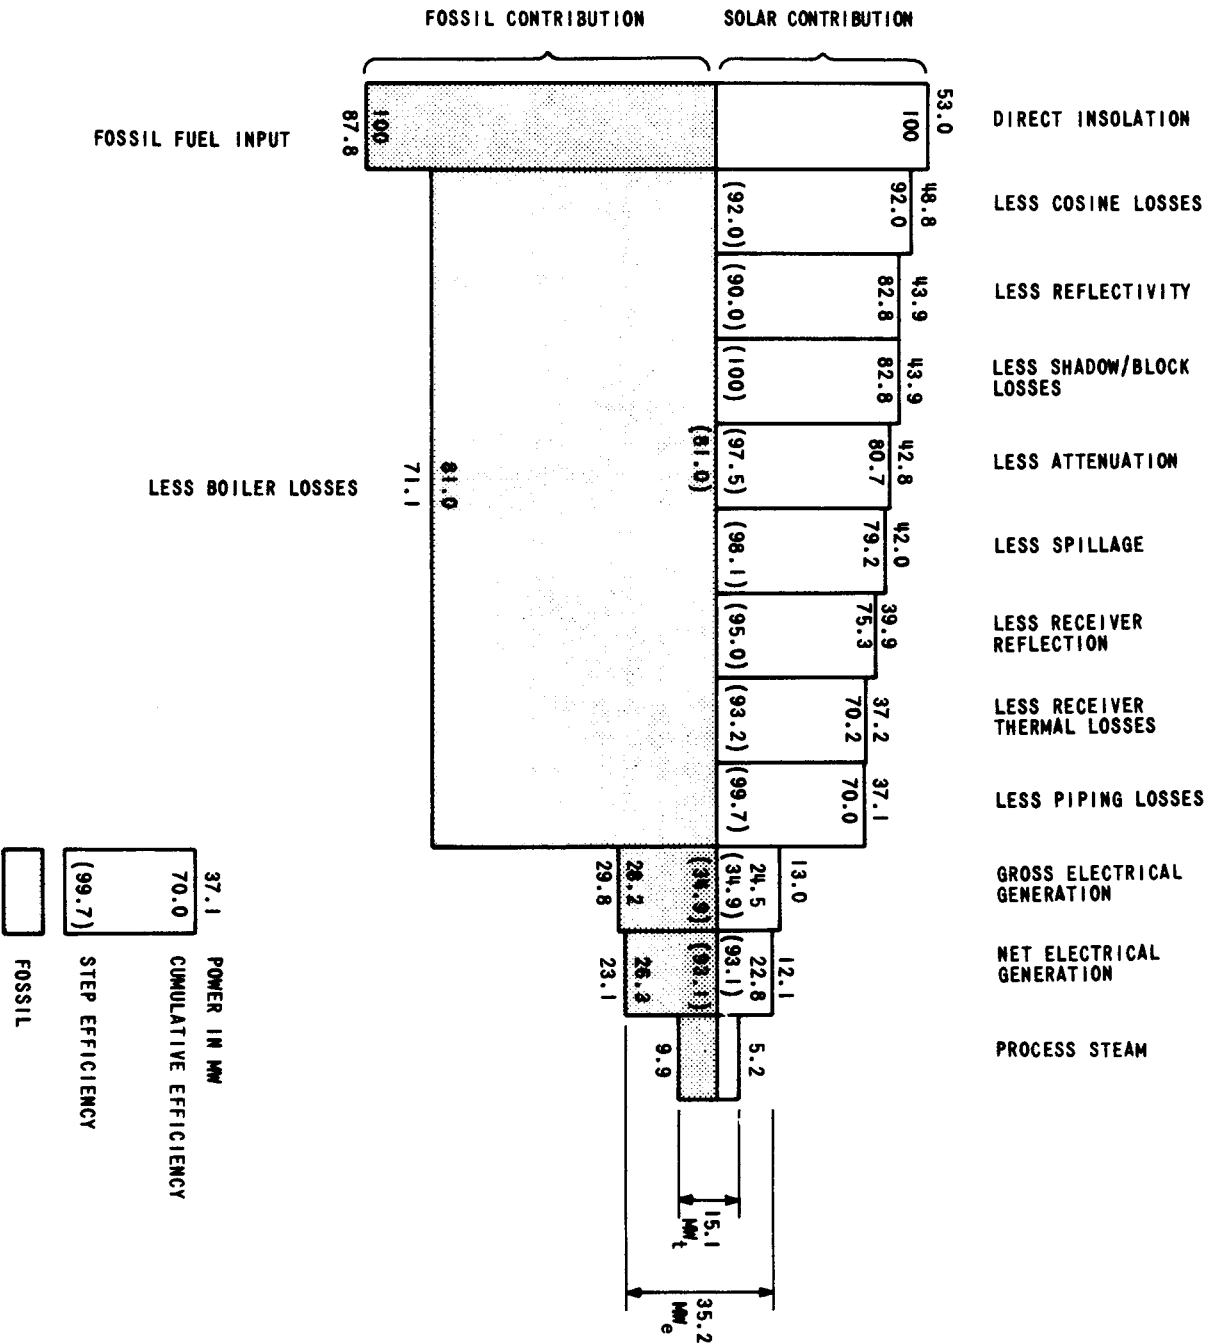 FOSSIL CONTRIBUTION
SOLAR CONTRIBUTION
FOSSIL FUEL INPUT
87.8
100
100
53.0
DIRECT INSOLATION
(92.0)
92.0
48.8
LESS COSINE LOSSES
(90.0)
82.8
43.9
LESS REFLECTIVITY
(100)
82.8
43.9
LESS SHADOW/BLOCK
LOSSES
LESS BOILER LOSSES
71.1
81.0
(81.0)
(97.5)
80.7
42.8
LESS ATTENUATION
(98.1)
79.2
42.0
LESS SPILLAGE
(95.0)
75.3
39.9
LESS RECEIVER
REFLECTION
(93.2)
70.2
37.2
LESS RECEIVER
THERMAL LOSSES
(99.7)
70.0
37.1
LESS PIPING LOSSES
29.8
28.2
(34.9)
(34.9)
24.5
13.0
GROSS ELECTRICAL
GENERATION
23.1
26.3
(93.1)
(93.1)
22.8
12.1
NET ELECTRICAL
GENERATION
9.9
5.2
PROCESS STEAM
15.1
MWt
35.2
MWe
37.1
POWER IN MW
70.0
CUMULATIVE EFFICIENCY
(99.7)
STEP EFFICIENCY
FOSSIL